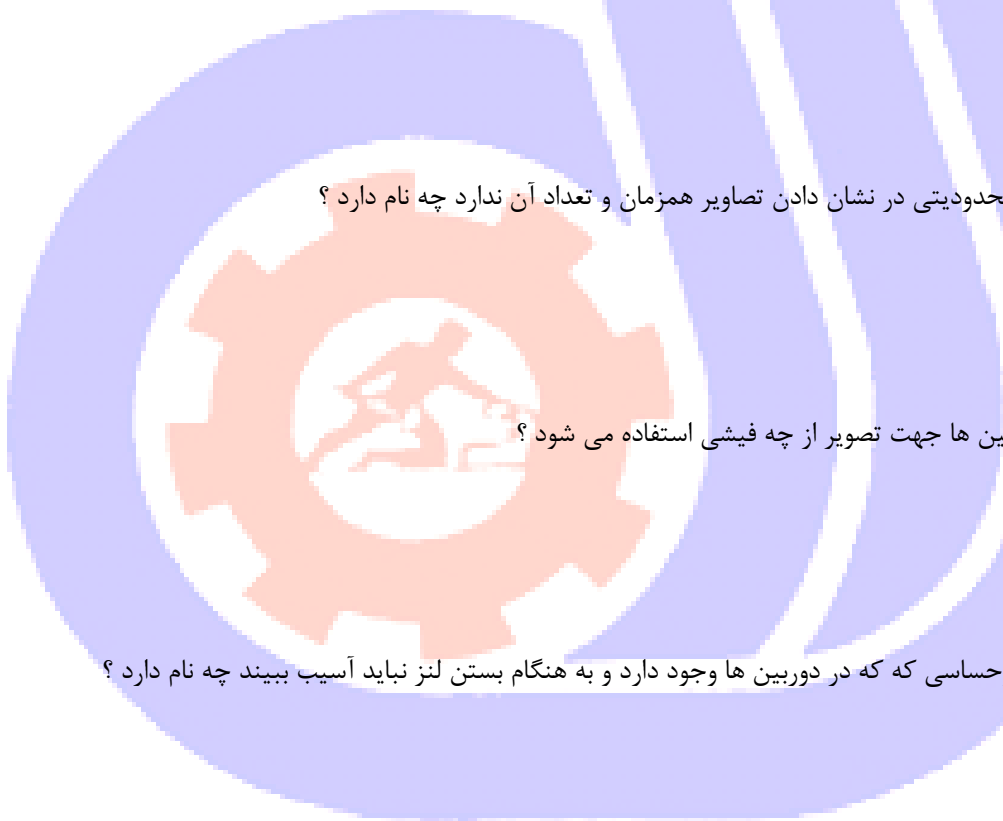 حدودیتی در نشان دادن تصاویر همزمان و تعداد آن ندارد چه نام دارد ؟
ین ها جهت تصویر از چه فیشی استفاده می شود ؟
حساسی که که در دوربین ها وجود دارد و به هنگام بستن لنز نباید آسیب ببیند چه نام دارد ؟